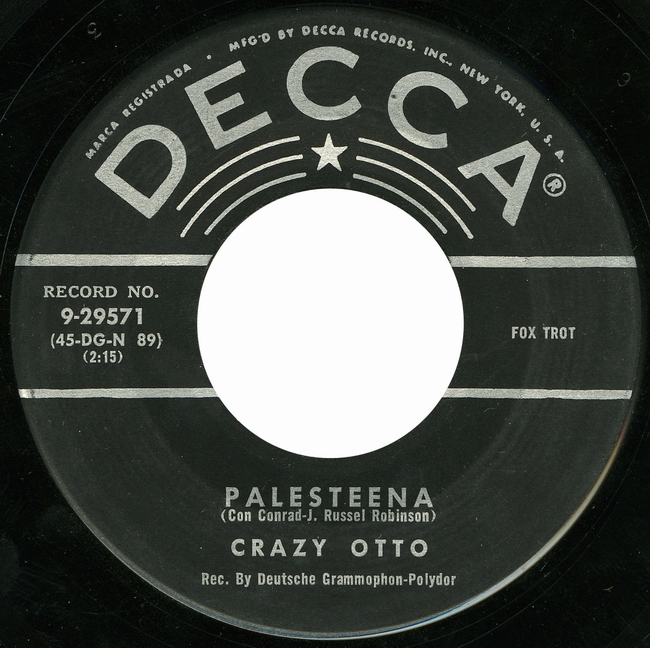 MARCA REGISTRADA • MFG'D BY DECCA RECORDS, INC., NEW YORK, U. S. A.
DECCA®
RECORD NO.
9-29571
(45-DG-N 89)
(2:15)
FOX TROT
PALESTEENA
(Con Conrad-J. Russel Robinson)
CRAZY OTTO
Rec. By Deutsche Grammophon-Polydor